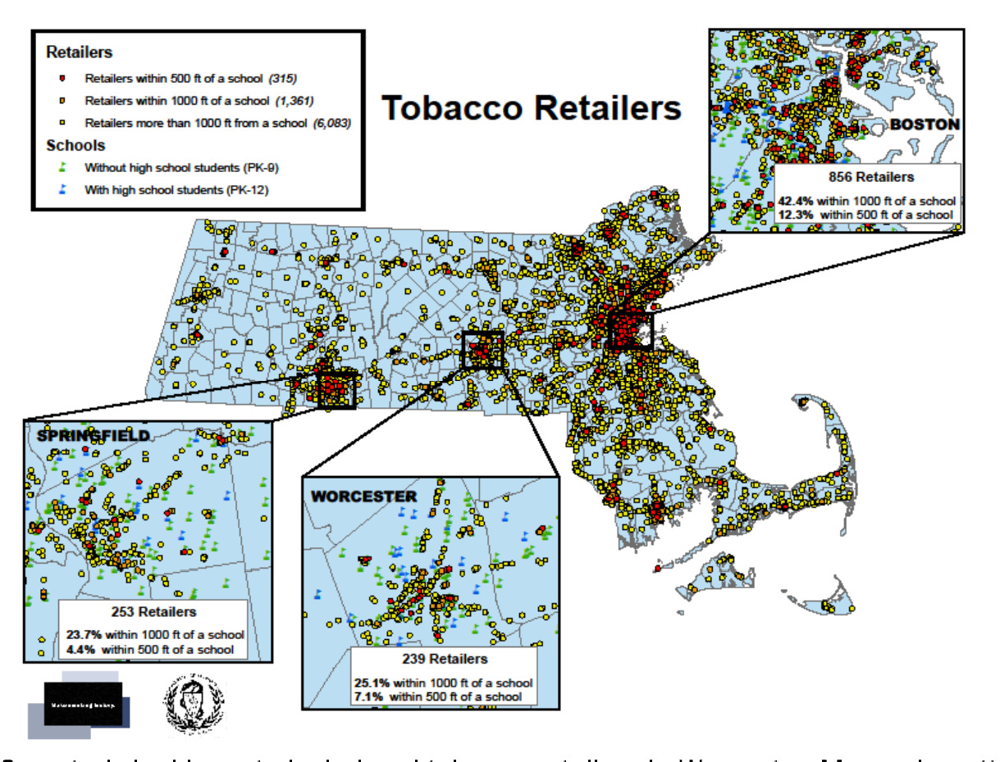 Retailers
Retailers within 500 ft of a school (315)
Retailers within 1000 ft of a school (1,361)
Retailers more than 1000 ft from a school (6,083)
Schools
Without high school students (PK-9)
With high school students (PK-12)
Tobacco Retailers
BOSTON
856 Retailers
42.4% within 1000 ft of a school
12.3% within 500 ft of a school
SPRINGFIELD
253 Retailers
23.7% within 1000 ft of a school
4.4% within 500 ft of a school
WORCESTER
239 Retailers
25.1% within 1000 ft of a school
7.1% within 500 ft of a school